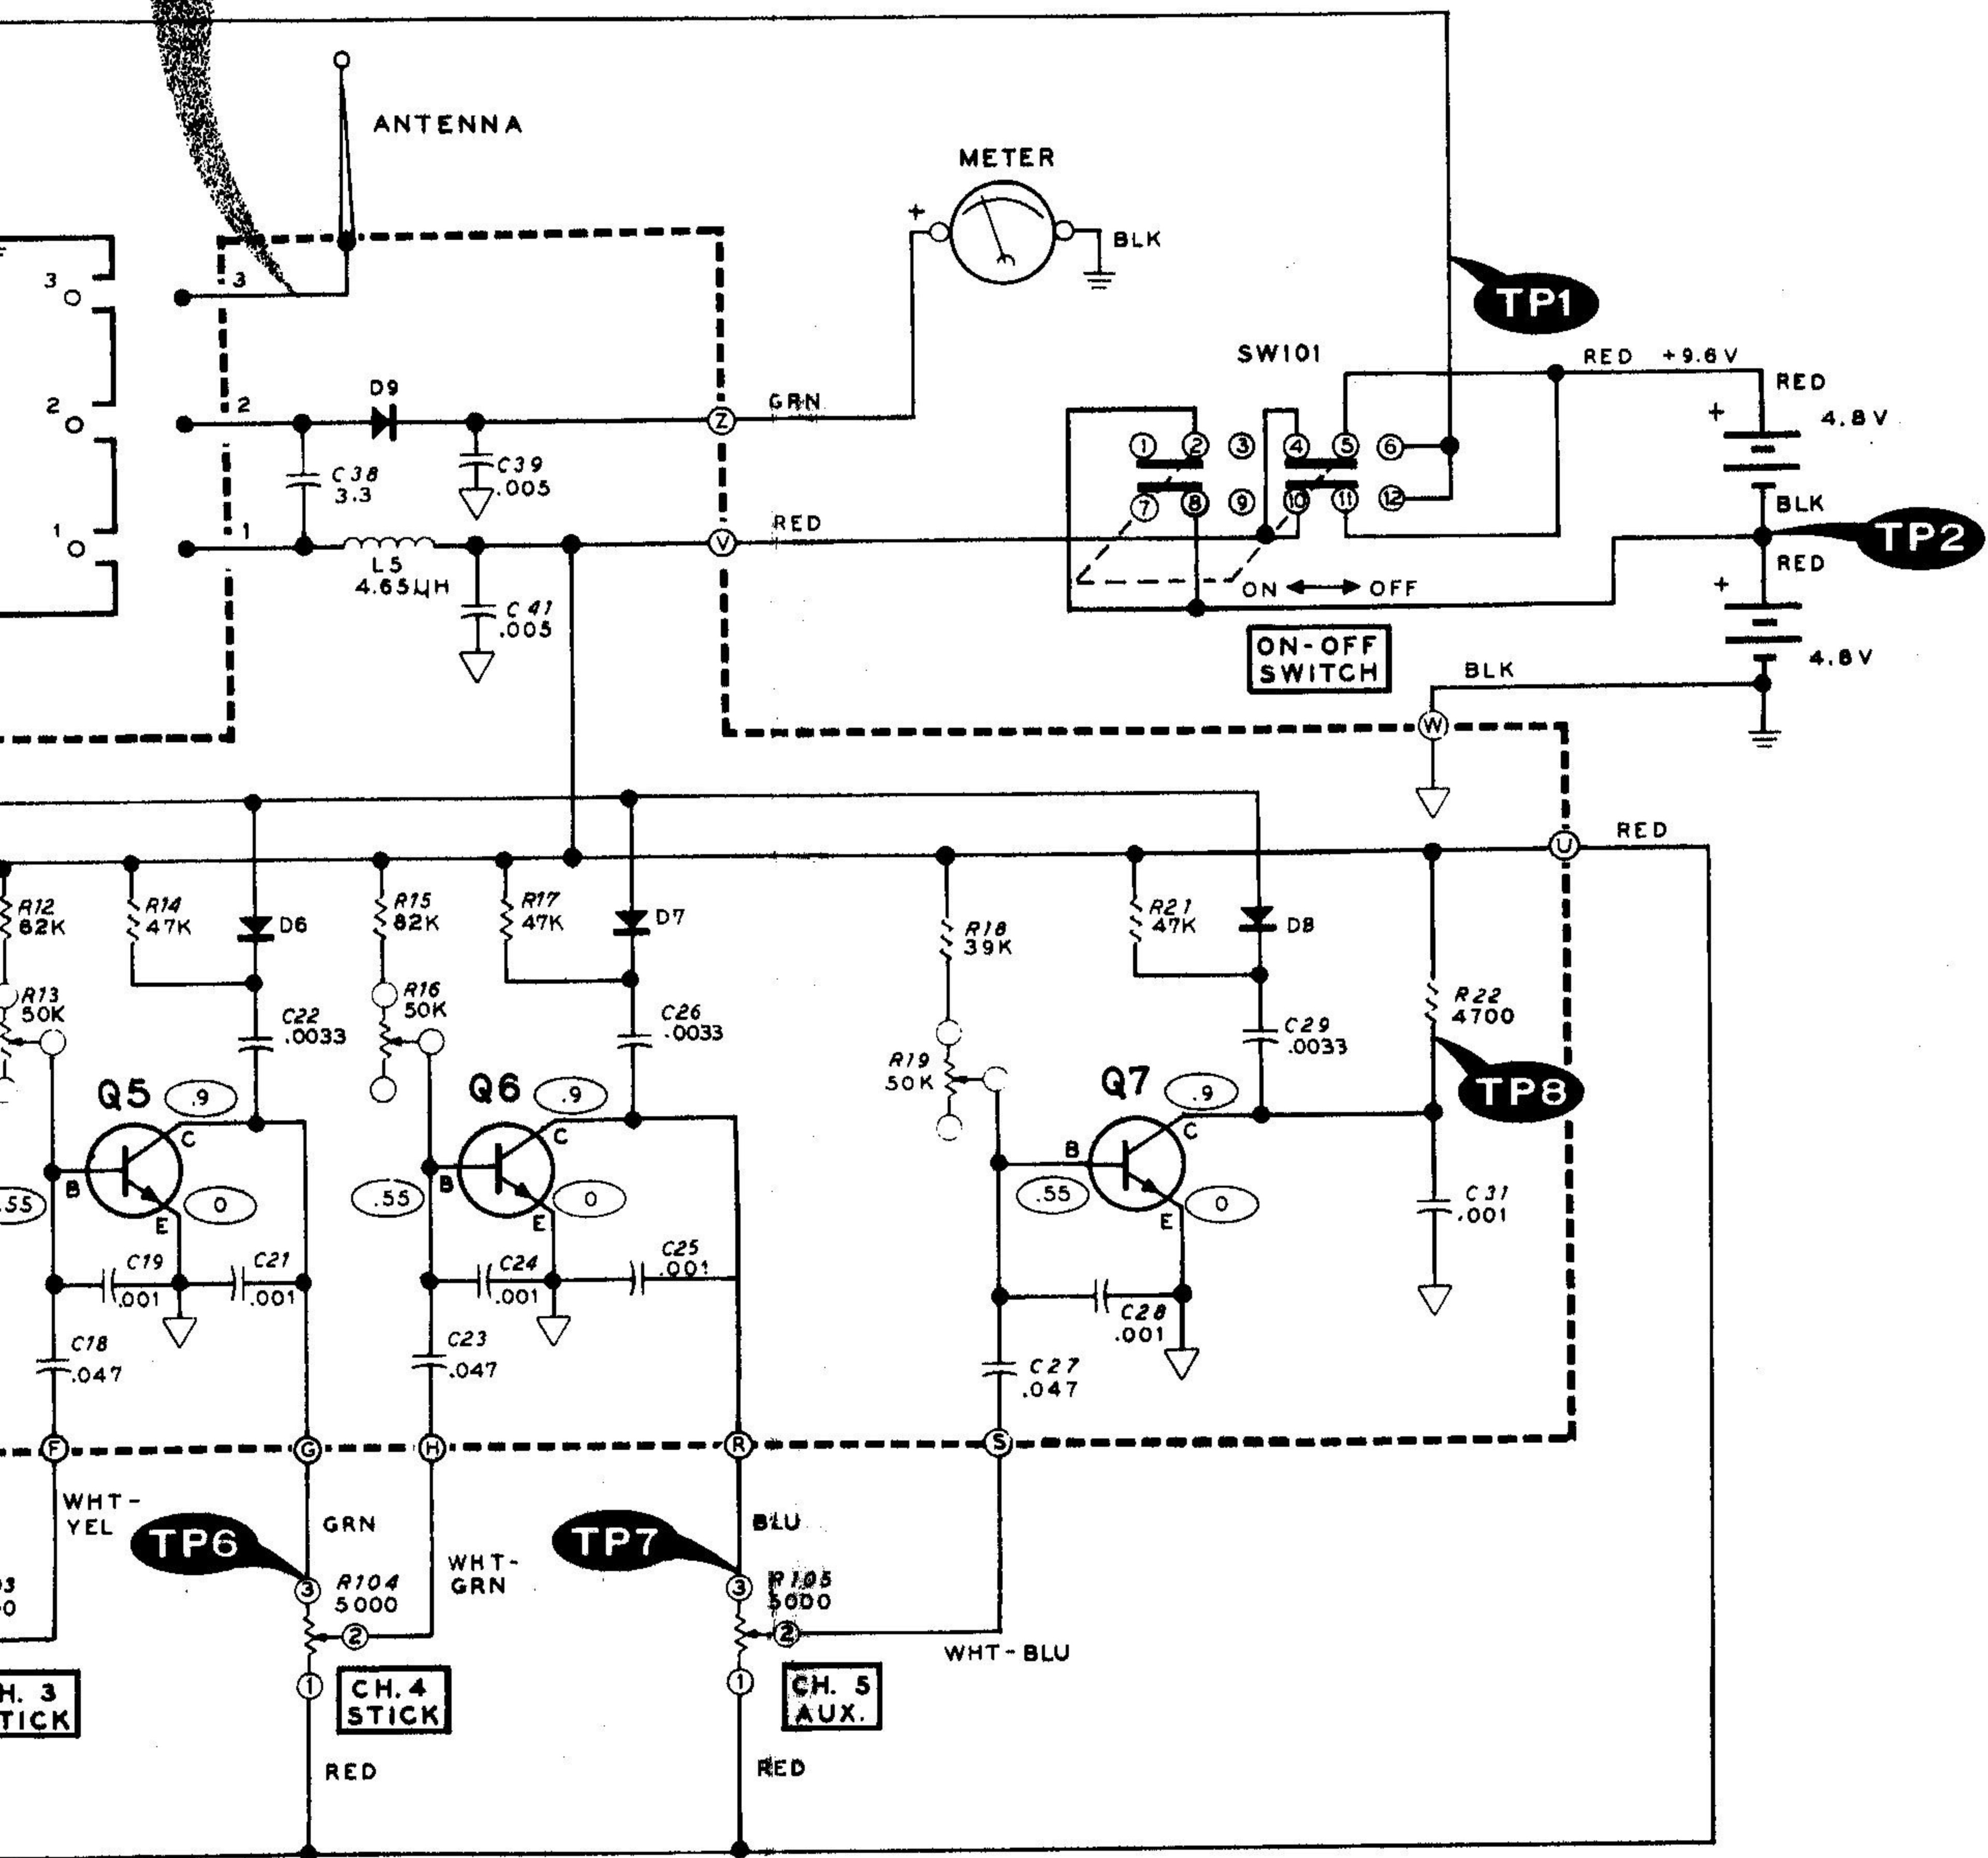 ANTENNA
METER
+
BLK
TP1
3
3
SW101
RED +9.6V
RED
+
4.8V
D9
2
2
Z
GRN
1 2 3 4 5 6
C38
3.3
C39
.005
7 8 9 10 11 12
BLK
TP2
1
1
V
RED
L5
4.65μH
RED
+
ON OFF
C41
.005
ON-OFF
SWITCH
4.8V
BLK
W
U
RED
R12
82K
R14
47K
D6
R15
82K
R17
47K
D7
R18
39K
R21
47K
D8
R13
50K
R16
50K
C22
.0033
C26
.0033
C29
.0033
R22
4700
R19
50K
TP8
Q5
.9
Q6
.9
Q7
.9
C
C
C
B
B
B
.55
0
.55
0
.55
0
E
E
E
C31
.001
C19
.001
C21
.001
C24
.001
C25
.001
C28
.001
C18
.047
C23
.047
C27
.047
F
G
H
R
S
WHT-
YEL
TP6
GRN
WHT-
GRN
TP7
BLU
3
R104
5000
2
1
3
R105
5000
2
1
WHT-BLU
3
0
H. 3
TICK
CH. 4
STICK
CH. 5
AUX.
RED
RED